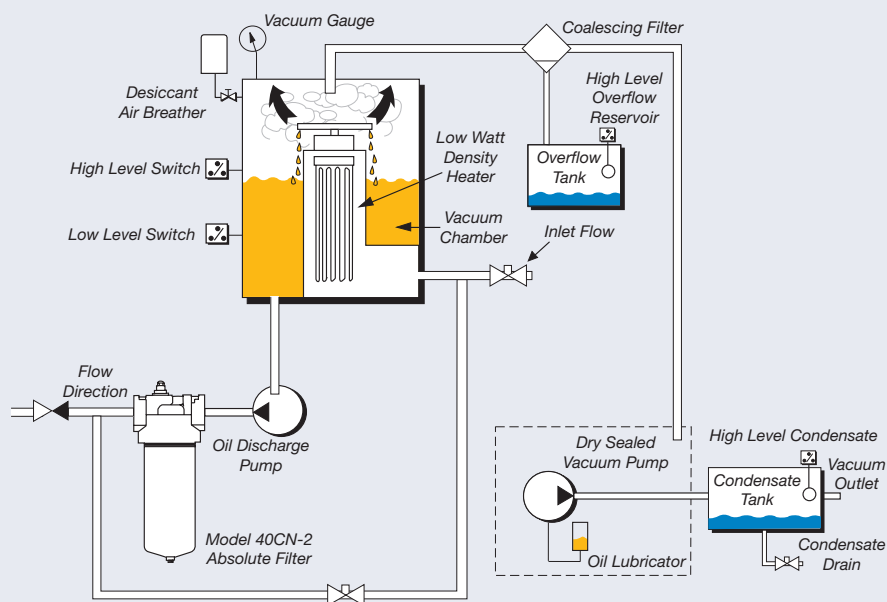 Vacuum Gauge
Coalescing Filter
Desiccant
Air Breather
High Level
Overflow
Reservoir
Low Watt
Density
Heater
High Level Switch
Overflow
Tank
Low Level Switch
Vacuum
Chamber
Inlet Flow
Flow
Direction
Oil Discharge
Pump
Dry Sealed
Vacuum Pump
High Level Condensate
Vacuum
Outlet
Condensate
Tank
Model 40CN-2
Absolute Filter
Oil Lubricator
Condensate
Drain